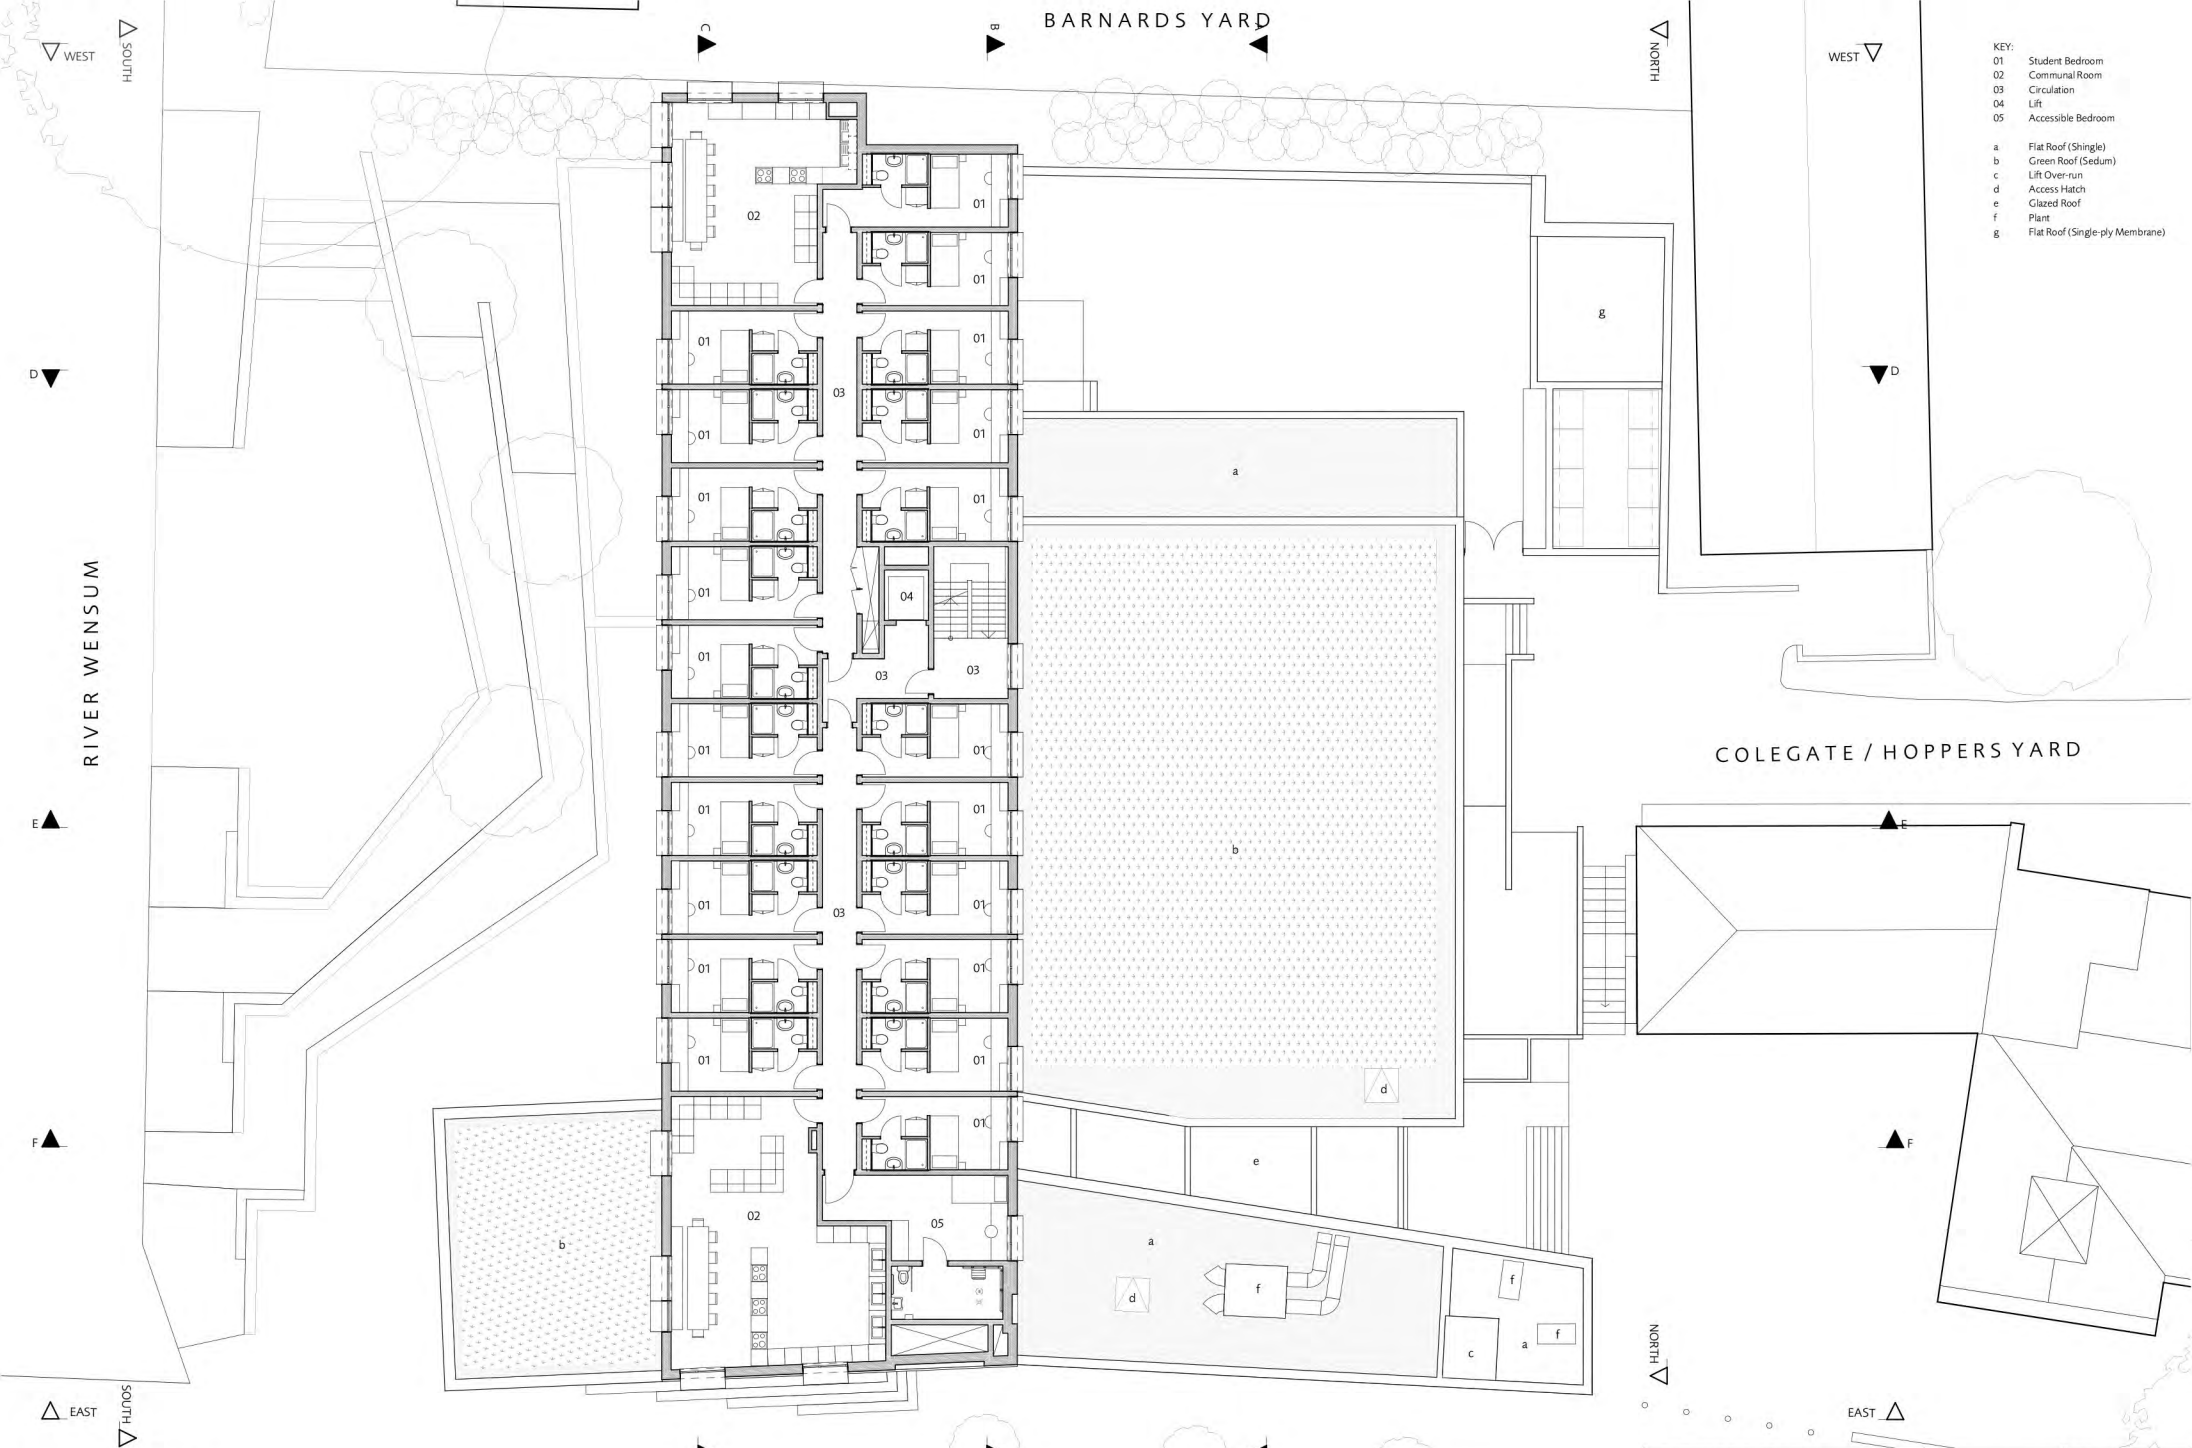 BARNARDS YARD
WEST
SOUTH
C
B
A
NORTH
WEST
KEY:
01 Student Bedroom
02 Communal Room
03 Circulation
04 Lift
05 Accessible Bedroom
a Flat Roof (Shingle)
b Green Roof (Sedum)
c Lift Over-run
d Access Hatch
e Glazed Roof
f Plant
g Flat Roof (Single-ply Membrane)
01
02
01
g
01
01
D
D
03
01
01
a
01
01
01
04
01
03
03
RIVER WENSUM
01
01
COLEGATE / HOPPERS YARD
01
01
E
E
b
01
01
03
01
01
01
01
d
01
F
F
e
02
05
b
a
f
d
f
f
a
c
NORTH
SOUTH
EAST
EAST